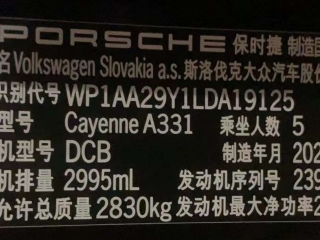 PORSCHE 保时捷 制造国
名 Volkswagen Slovakia a.s. 斯洛伐克大众汽车股份
识别代号 WP1AA29Y1LDA19125
型号 Cayenne A331 乘坐人数 5
机型号 DCB 制造年月 202
机排量 2995mL 发动机序列号 239
允许总质量 2830kg 发动机最大净功率 2